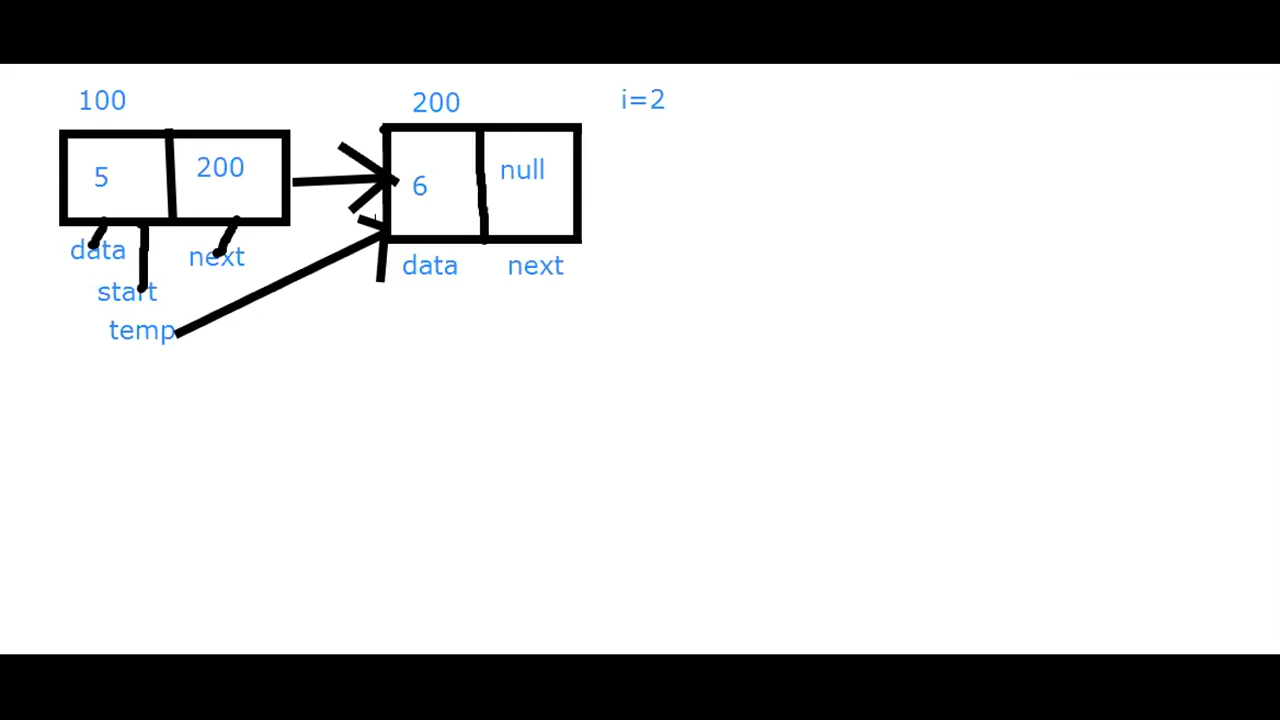 100 200 i=2
5 200 6 null
data next data next
start
temp